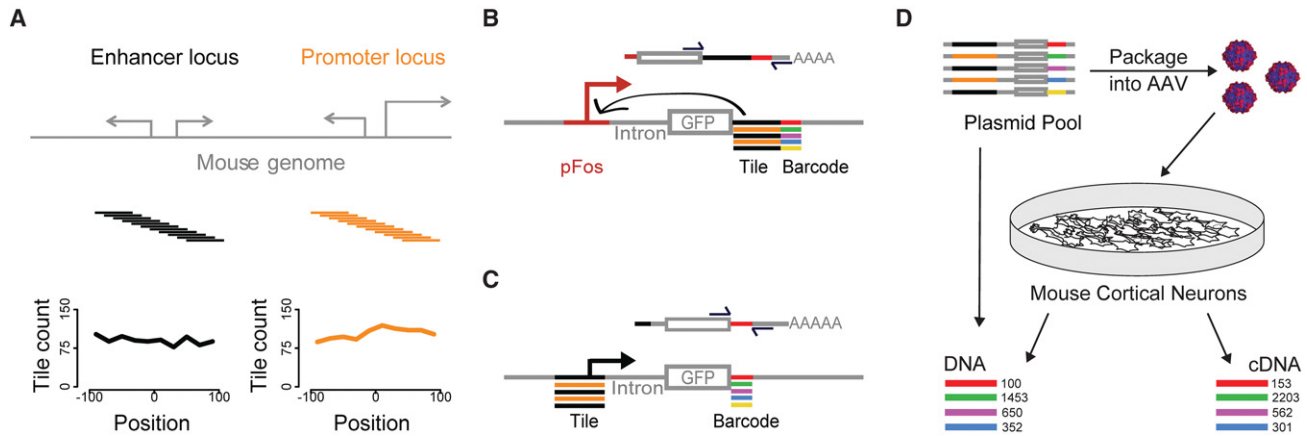 A
Enhancer locus
Promoter locus
Mouse genome
Tile count
150
75
0
-100
0
100
Position
Tile count
150
75
0
-100
0
100
Position
B
AAAA
Intron
GFP
pFos
Tile
Barcode
C
AAAAA
Intron
GFP
Tile
Barcode
D
Package
into AAV
Plasmid Pool
Mouse Cortical Neurons
DNA
100
1453
650
352
cDNA
153
2203
562
301